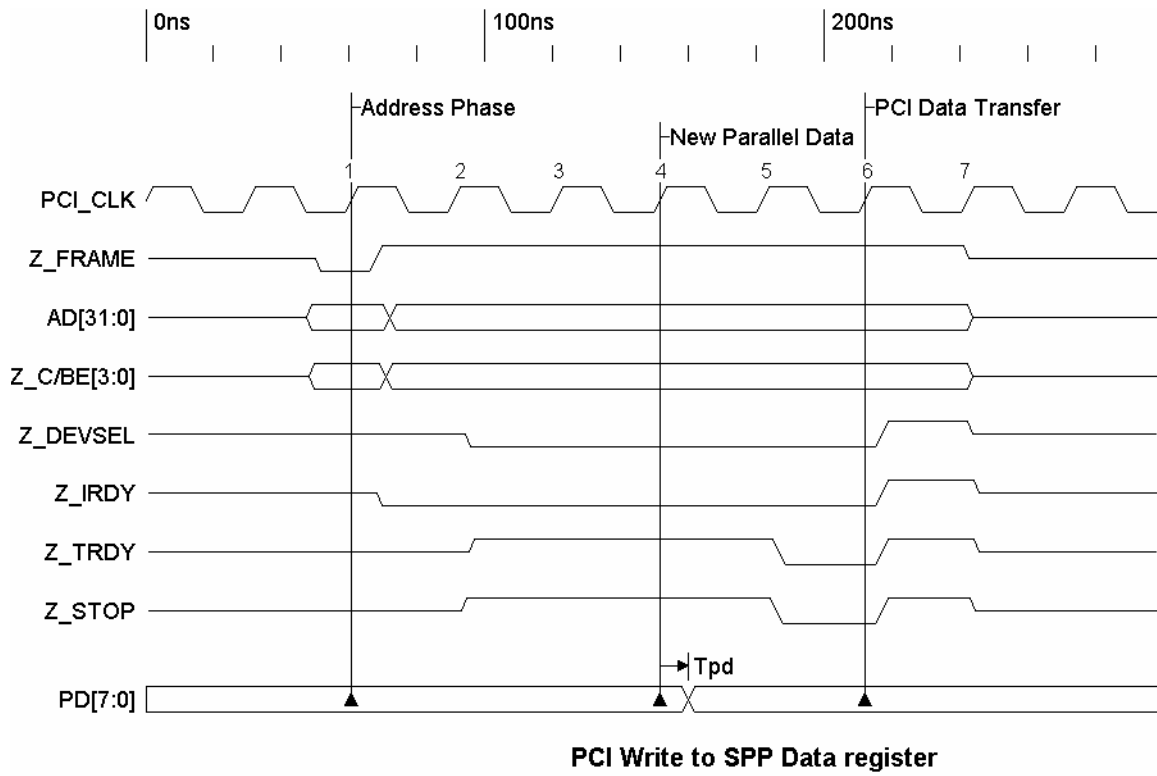 0ns 100ns 200ns
Address Phase PCI Data Transfer
New Parallel Data
1 2 3 4 5 6 7
PCI_CLK
Z_FRAME
AD[31:0]
Z_C/BE[3:0]
Z_DEVSEL
Z_IRDY
Z_TRDY
Z_STOP
Tpd
PD[7:0]
PCI Write to SPP Data register